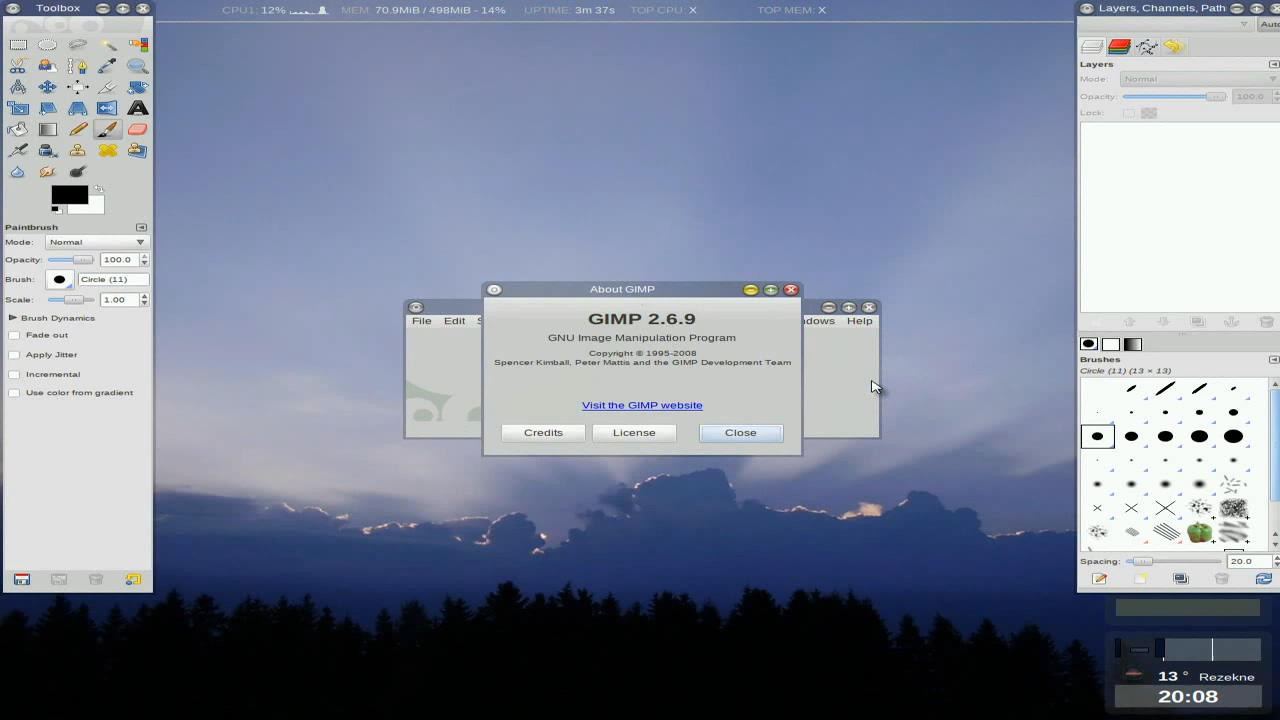 Toolbox
CPU1: 12%
MEM: 70.9MiB / 498MiB - 14%
UPTIME: 3m 37s
TOP CPU: X
TOP MEM: X
Layers, Channels, Path
Auto
Layers
Mode: Normal
Opacity: 100.0
Lock:
Paintbrush
Mode: Normal
Opacity: 100.0
Brush: Circle (11)
Scale: 1.00
Brush Dynamics
Fade out
Apply Jitter
Incremental
Use color from gradient
About GIMP
File Edit S
ndows Help
GIMP 2.6.9
GNU Image Manipulation Program
Copyright © 1995-2008
Spencer Kimball, Peter Mattis and the GIMP Development Team
Visit the GIMP website
Credits License Close
Brushes
Circle (11) (13 × 13)
Spacing: 20.0
13 ° Rezekne
20:08